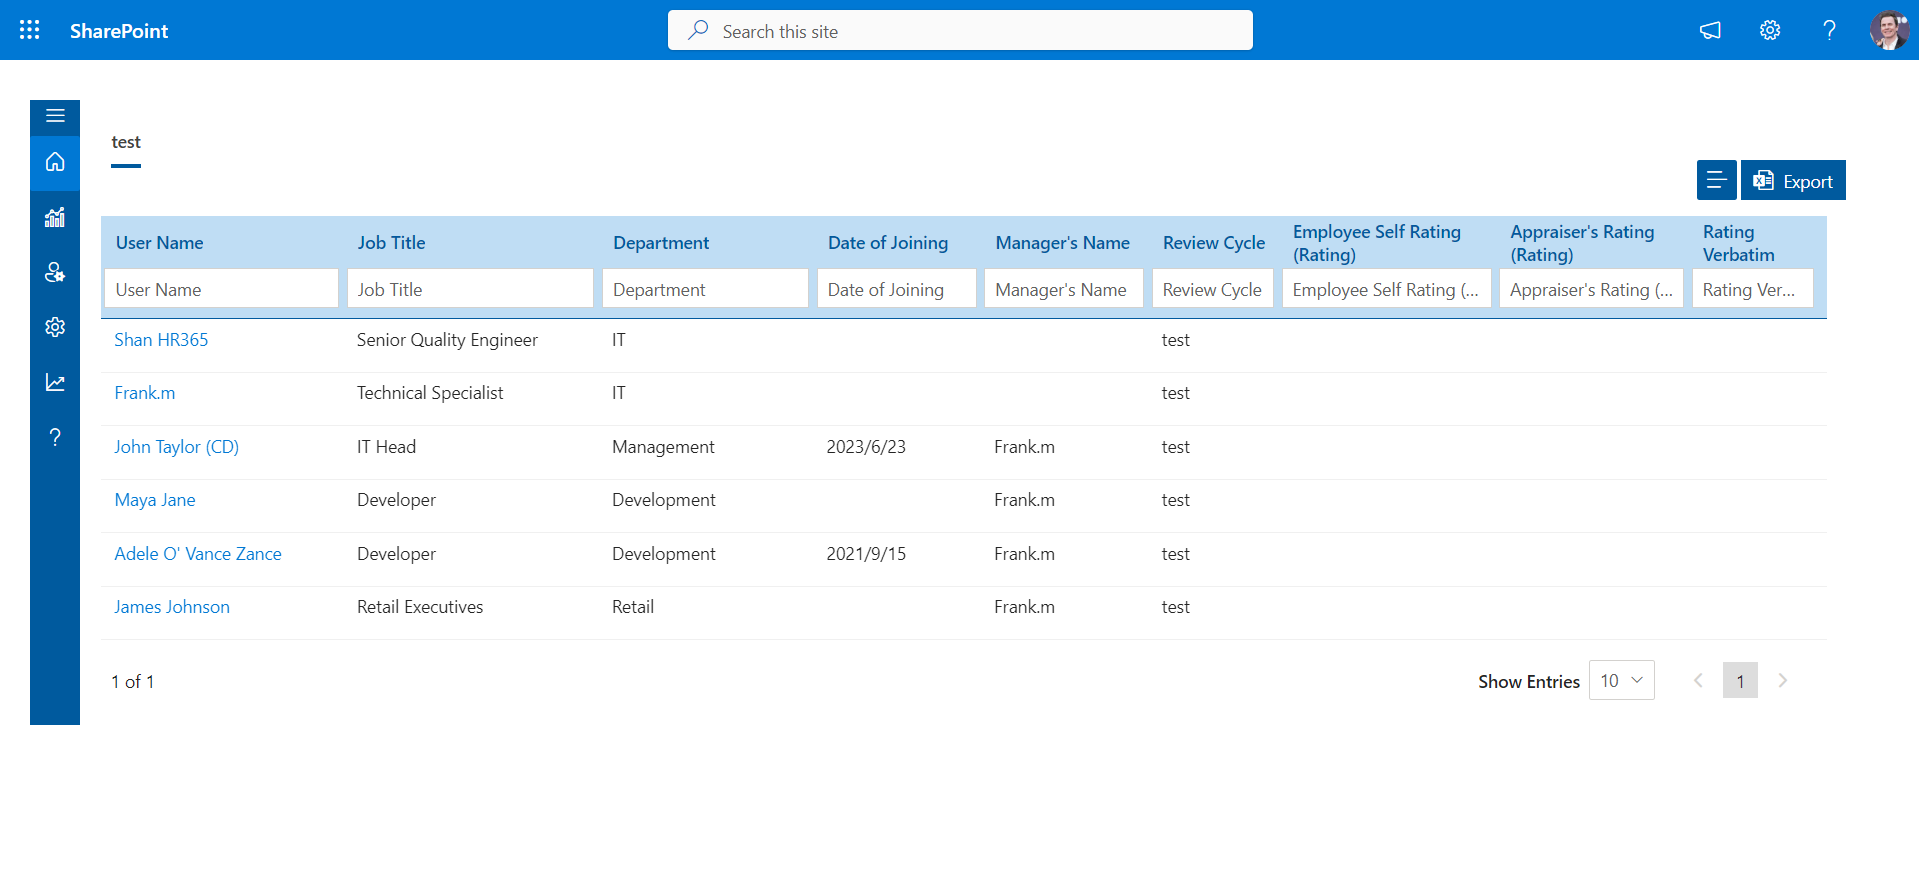 SharePoint
Search this site
test
Export
User Name Job Title Department Date of Joining Manager's Name Review Cycle Employee Self Rating (Rating) Appraiser's Rating (Rating) Rating Verbatim
User Name Job Title Department Date of Joining Manager's Name Review Cycle Employee Self Rating (... Appraiser's Rating (... Rating Ver...
Shan HR365 Senior Quality Engineer IT test
Frank.m Technical Specialist IT test
John Taylor (CD) IT Head Management 2023/6/23 Frank.m test
Maya Jane Developer Development Frank.m test
Adele O' Vance Zance Developer Development 2021/9/15 Frank.m test
James Johnson Retail Executives Retail Frank.m test
1 of 1 Show Entries 10 1